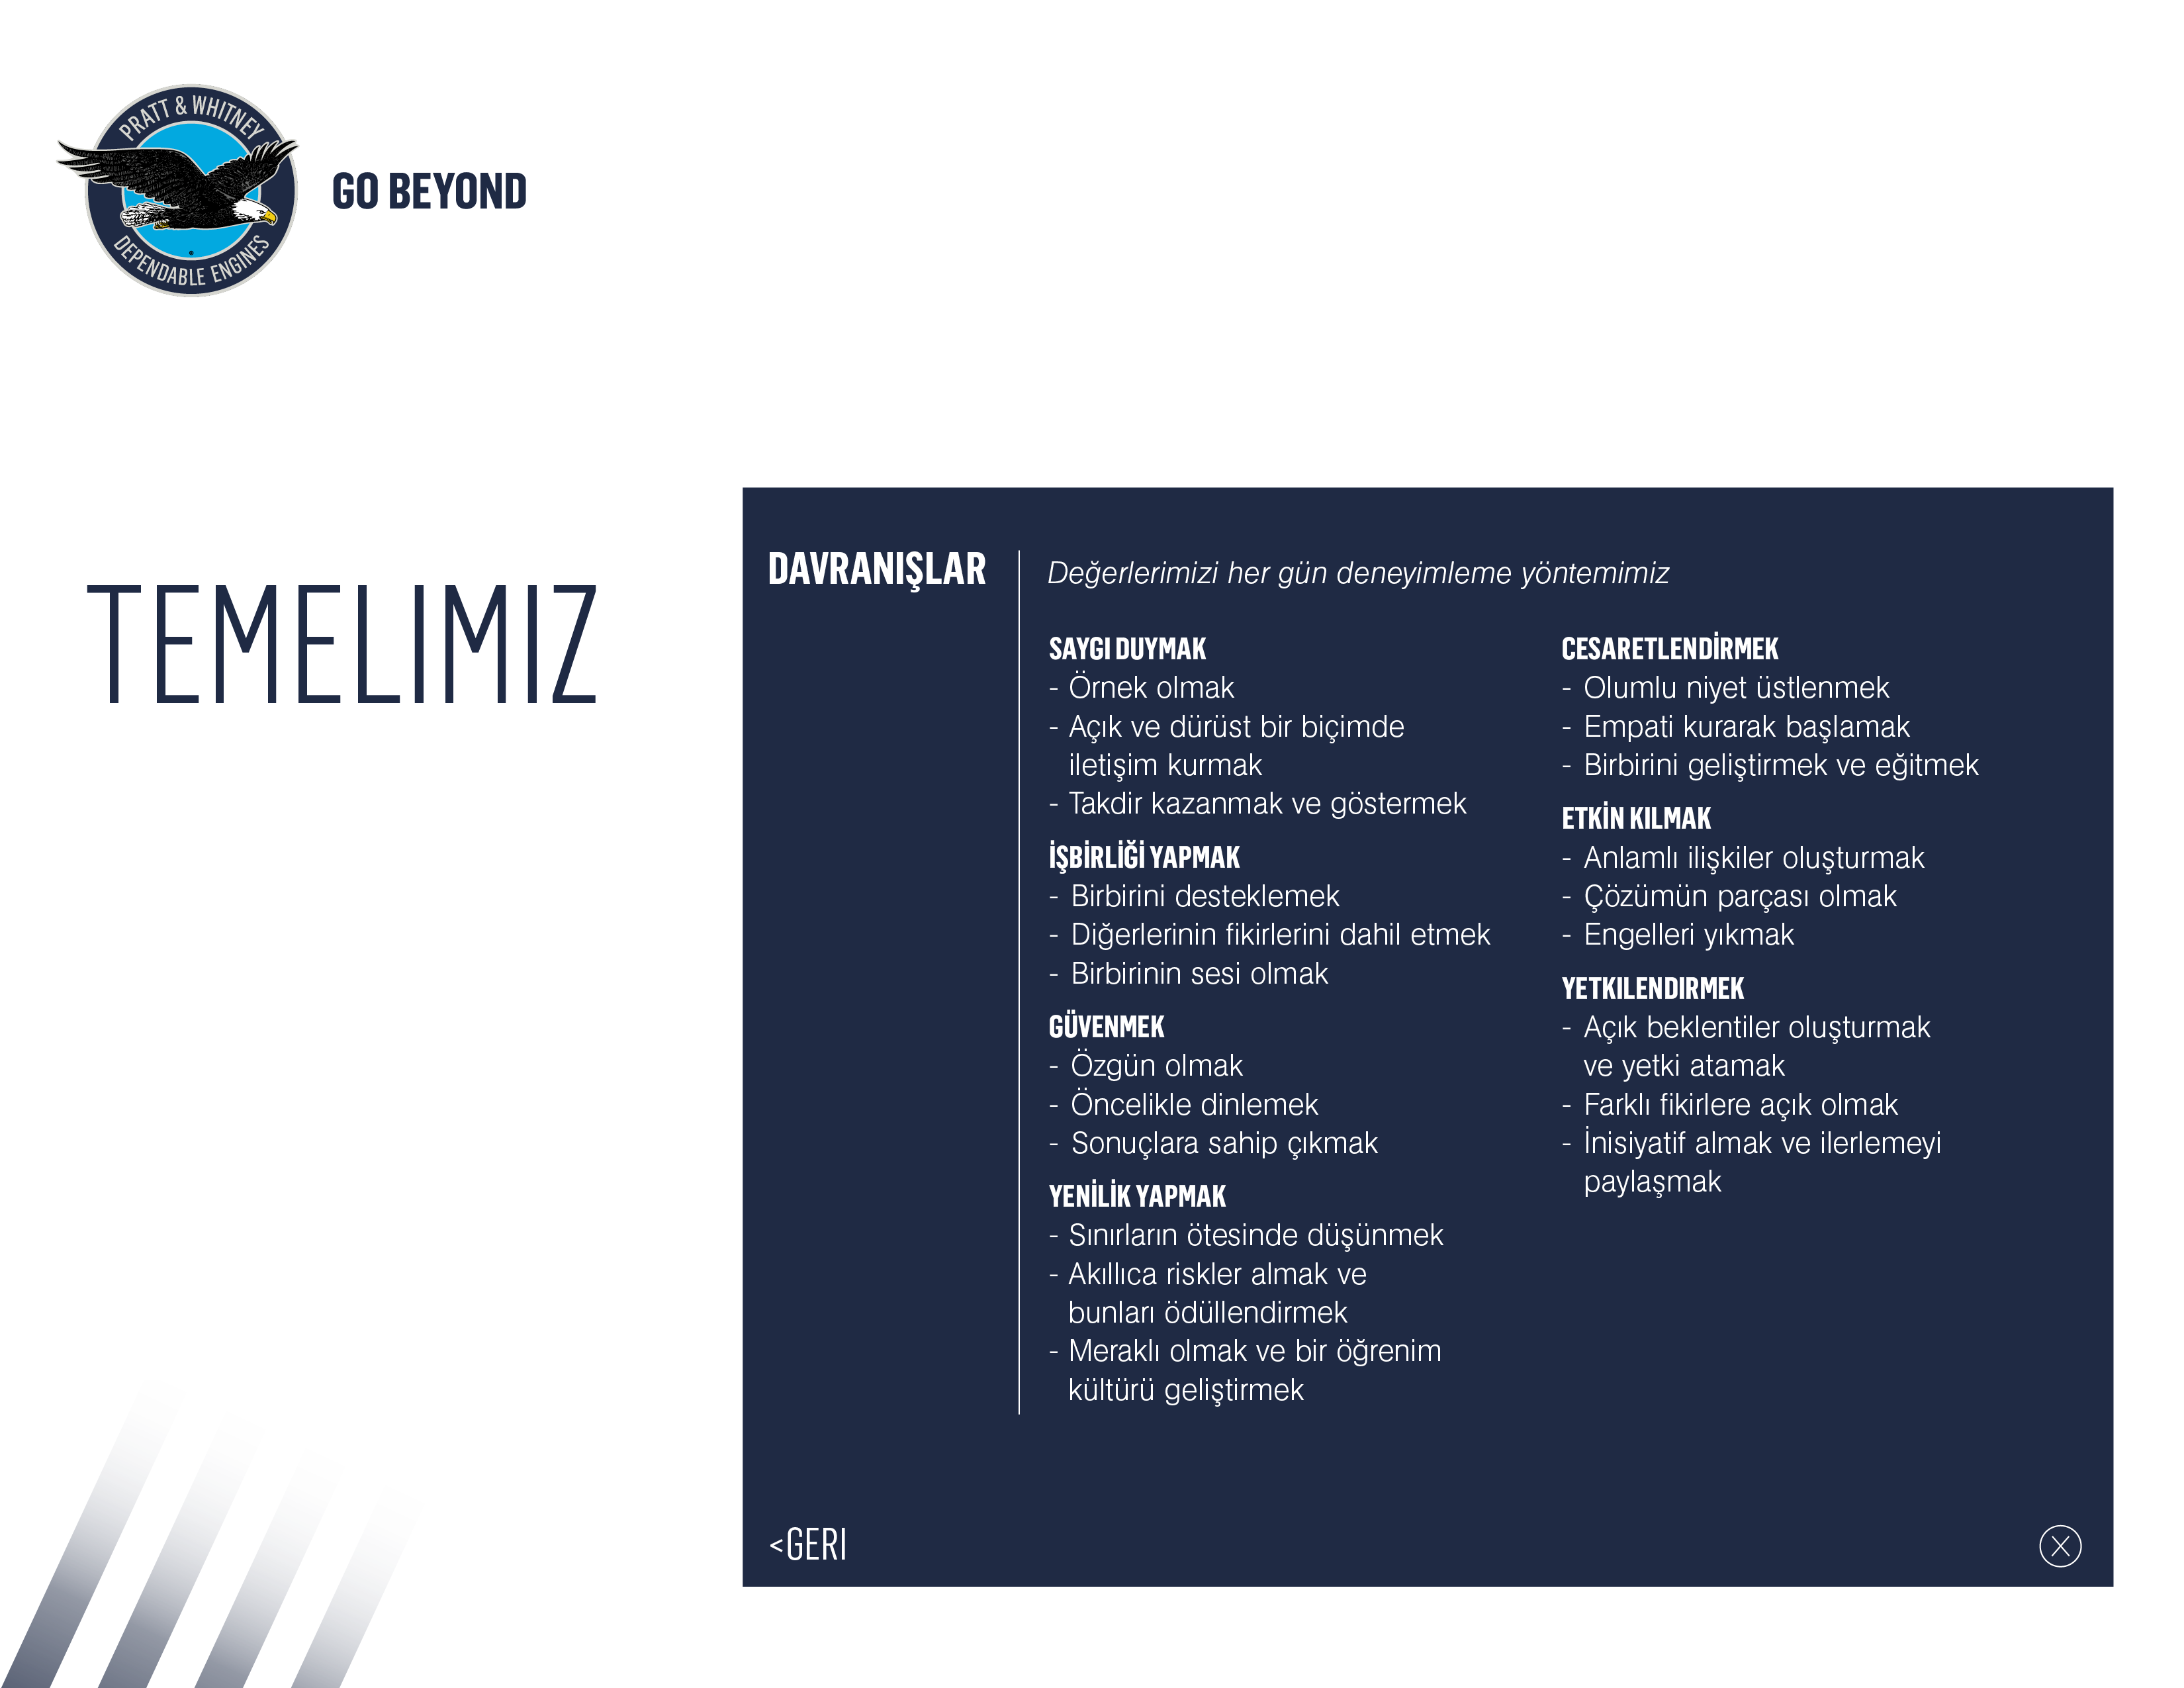 PRATT & WHITNEY
DEPENDABLE ENGINES
GO BEYOND
TEMELIMIZ
DAVRANIŞLAR
Değerlerimizi her gün deneyimleme yöntemimiz
SAYGI DUYMAK
- Örnek olmak
- Açık ve dürüst bir biçimde
iletişim kurmak
- Takdir kazanmak ve göstermek
İŞBİRLİĞİ YAPMAK
- Birbirini desteklemek
- Diğerlerinin fikirlerini dahil etmek
- Birbirinin sesi olmak
GÜVENMEK
- Özgün olmak
- Öncelikle dinlemek
- Sonuçlara sahip çıkmak
YENİLİK YAPMAK
- Sınırların ötesinde düşünmek
- Akıllıca riskler almak ve
bunları ödüllendirmek
- Meraklı olmak ve bir öğrenim
kültürü geliştirmek
CESARETLENDİRMEK
- Olumlu niyet üstlenmek
- Empati kurarak başlamak
- Birbirini geliştirmek ve eğitmek
ETKİN KILMAK
- Anlamlı ilişkiler oluşturmak
- Çözümün parçası olmak
- Engelleri yıkmak
YETKILENDIRMEK
- Açık beklentiler oluşturmak
ve yetki atamak
- Farklı fikirlere açık olmak
- İnisiyatif almak ve ilerlemeyi
paylaşmak
<GERI
X